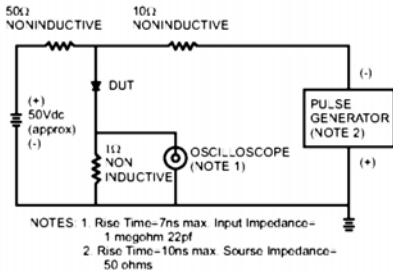 50Ω
NONINDUCTIVE
10Ω
NONINDUCTIVE
(+)
50Vdc
(approx)
(-)
DUT
1Ω
NON
INDUCTIVE
OSCILLOSCOPE
(NOTE 1)
(-)
PULSE
GENERATOR
(NOTE 2)
(+)
NOTES: 1. Rise Time-7ns max. Input Impedance-
1 megohm 22pf
2. Rise Time-10ns max. Sourse Impedance-
50 ohms